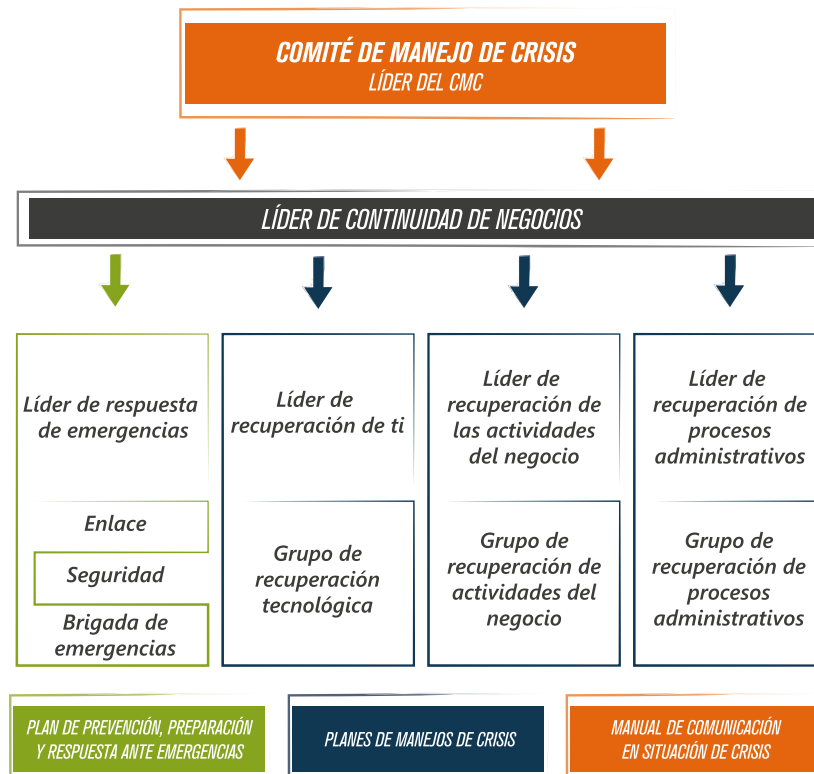 COMITÉ DE MANEJO DE CRISIS
LÍDER DEL CMC
LÍDER DE CONTINUIDAD DE NEGOCIOS
Líder de respuesta
de emergencias
Enlace
Seguridad
Brigada de
emergencias
Líder de
recuperación de ti
Grupo de
recuperación
tecnológica
Líder de
recuperación de
las actividades
del negocio
Grupo de
recuperación de
actividades del
negocio
Líder de
recuperación de
procesos
administrativos
Grupo de
recuperación de
procesos
administrativos
PLAN DE PREVENCIÓN, PREPARACIÓN
Y RESPUESTA ANTE EMERGENCIAS
PLANES DE MANEJOS DE CRISIS
MANUAL DE COMUNICACIÓN
EN SITUACIÓN DE CRISIS